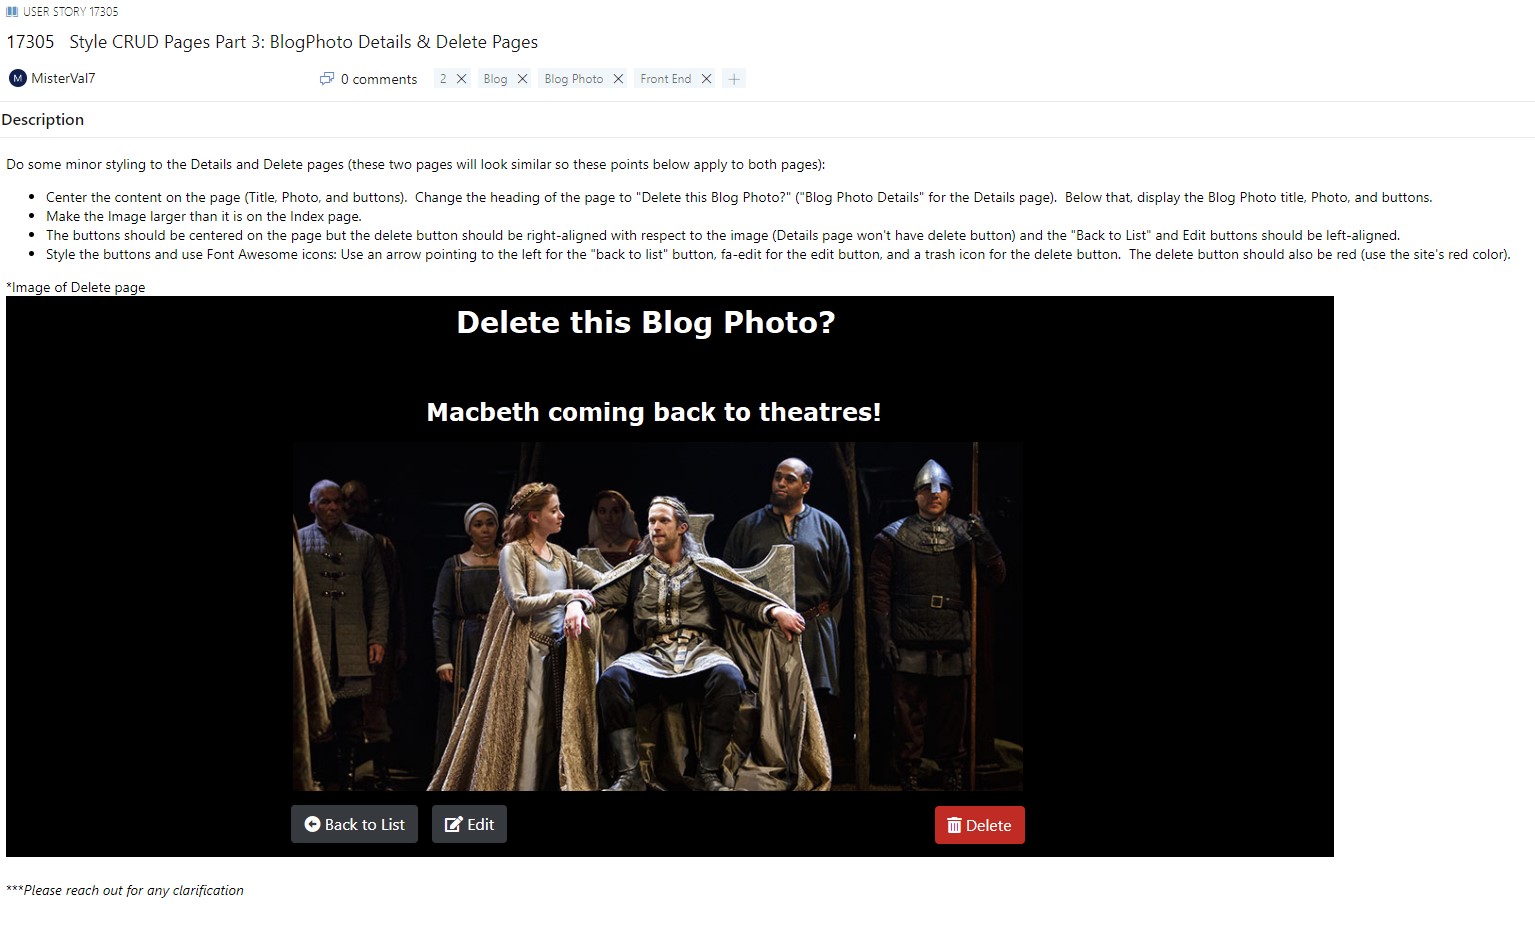 USER STORY 17305
17305 Style CRUD Pages Part 3: BlogPhoto Details & Delete Pages
M MisterVal7 0 comments 2 Blog Blog Photo Front End
Description
Do some minor styling to the Details and Delete pages (these two pages will look similar so these points below apply to both pages):
• Center the content on the page (Title, Photo, and buttons). Change the heading of the page to "Delete this Blog Photo?" ("Blog Photo Details" for the Details page). Below that, display the Blog Photo title, Photo, and buttons.
• Make the Image larger than it is on the Index page.
• The buttons should be centered on the page but the delete button should be right-aligned with respect to the image (Details page won't have delete button) and the "Back to List" and Edit buttons should be left-aligned.
• Style the buttons and use Font Awesome icons: Use an arrow pointing to the left for the "back to list" button, fa-edit for the edit button, and a trash icon for the delete button. The delete button should also be red (use the site's red color).
*Image of Delete page
Delete this Blog Photo?
Macbeth coming back to theatres!
Back to List Edit Delete
***Please reach out for any clarification